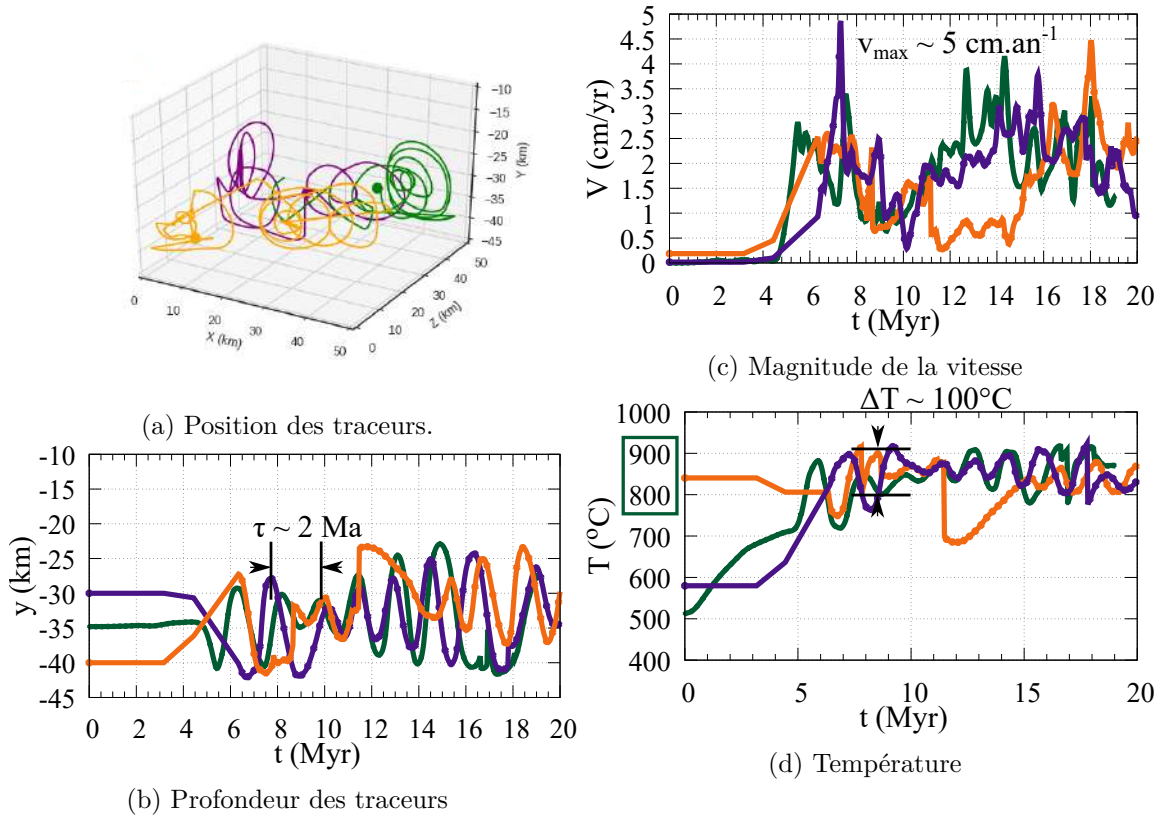 −10
−15
−20
−25
−30
−35
−40
−45
Y (km)
0
10
20
30
40
50
X (km)
0
10
20
30
40
50
Z (km)
(a) Position des traceurs.
5
4.5
4
3.5
3
2.5
2
1.5
1
0.5
0
V (cm/yr)
vmax ~ 5 cm.an-1
0 2 4 6 8 10 12 14 16 18 20
t (Myr)
(c) Magnitude de la vitesse
-10
-15
-20
-25
-30
-35
-40
-45
y (km)
τ ~ 2 Ma
0 2 4 6 8 10 12 14 16 18 20
t (Myr)
(b) Profondeur des traceurs
ΔT ~ 100°C
1000
900
800
700
600
500
400
T (°C)
0 5 10 15 20
t (Myr)
(d) Température